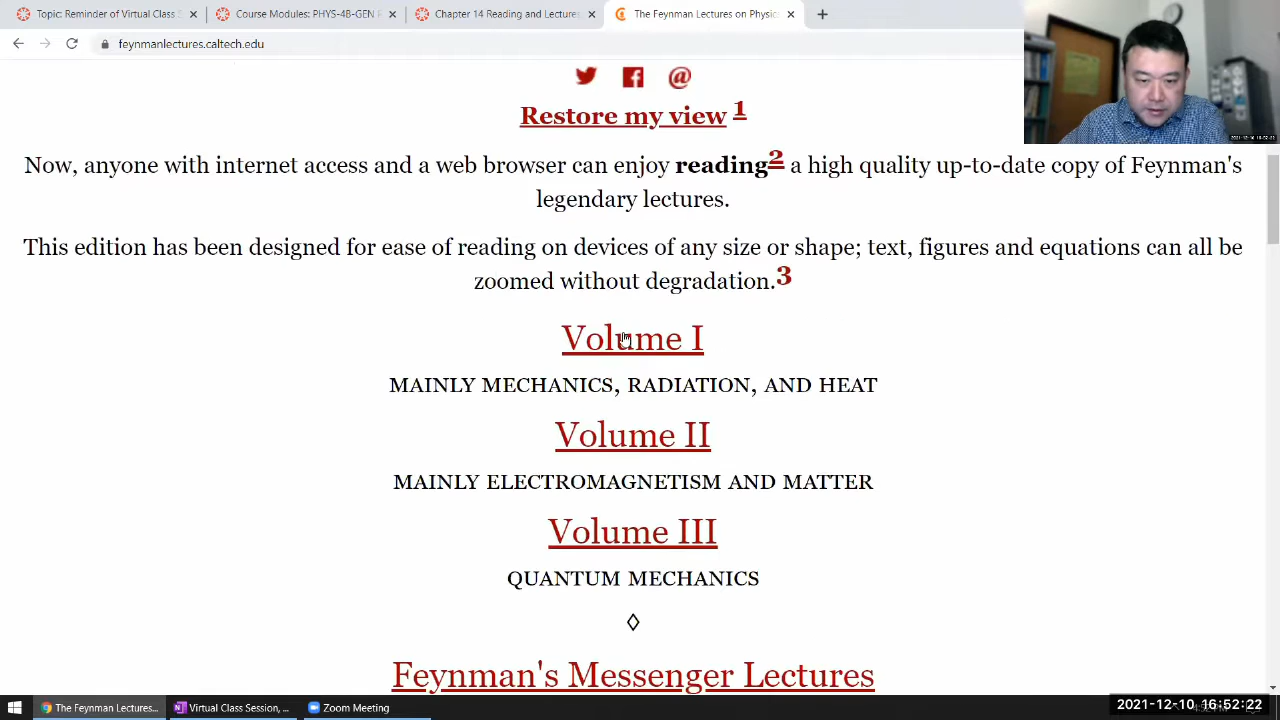 Topic: Reminder of Virtual Class
Course Modules: PHYS-4B-GEN P
Chapter 14 Reading and Lectures
The Feynman Lectures on Physic
feynmanlectures.caltech.edu
Restore my view 1
Now, anyone with internet access and a web browser can enjoy reading2 a high quality up-to-date copy of Feynman's
legendary lectures.
This edition has been designed for ease of reading on devices of any size or shape; text, figures and equations can all be
zoomed without degradation.3
Volume I
MAINLY MECHANICS, RADIATION, AND HEAT
Volume II
MAINLY ELECTROMAGNETISM AND MATTER
Volume III
QUANTUM MECHANICS
Feynman's Messenger Lectures
The Feynman Lectures...
Virtual Class Session, ...
Zoom Meeting
2021-12-10 16:52:22